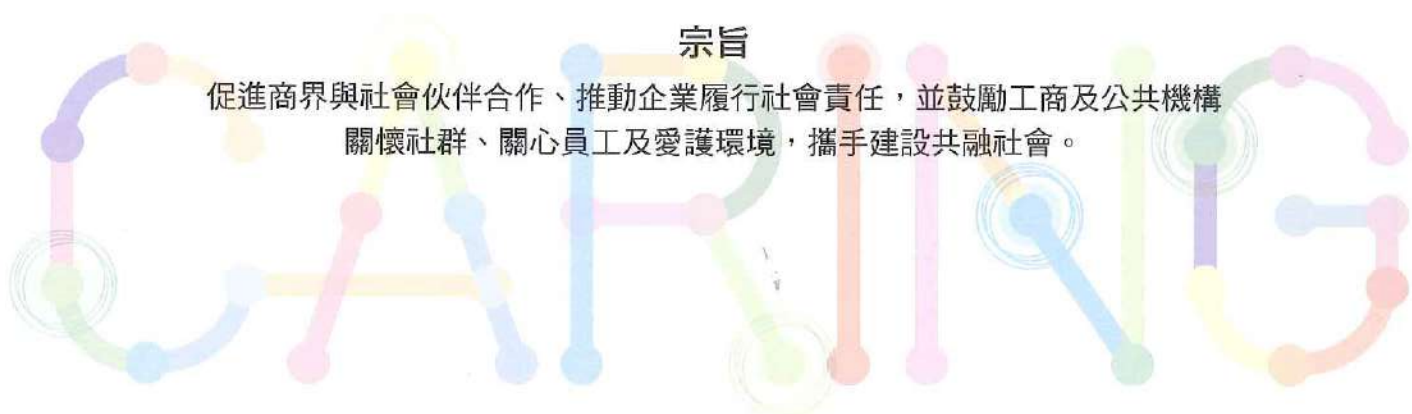 宗旨
促進商界與社會伙伴合作、推動企業履行社會責任，並鼓勵工商及公共機構
關懷社群、關心員工及愛護環境，攜手建設共融社會。
CARING